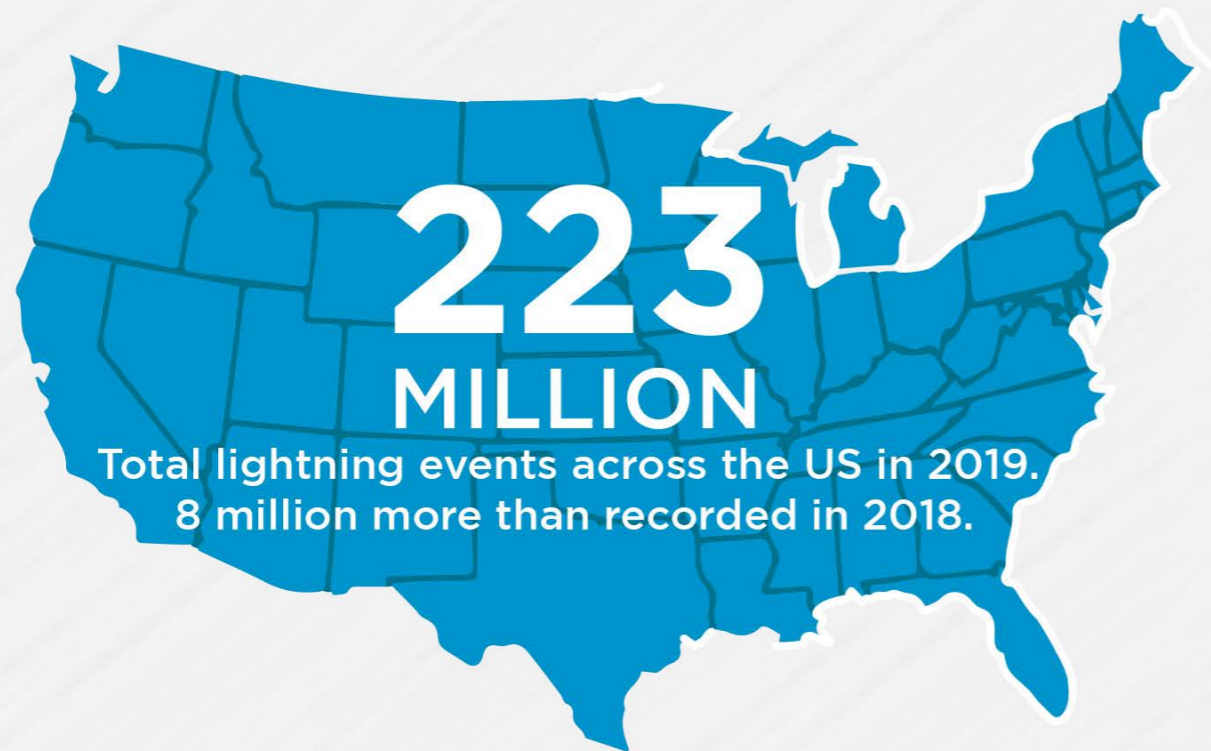 223
MILLION
Total lightning events across the US in 2019.
8 million more than recorded in 2018.